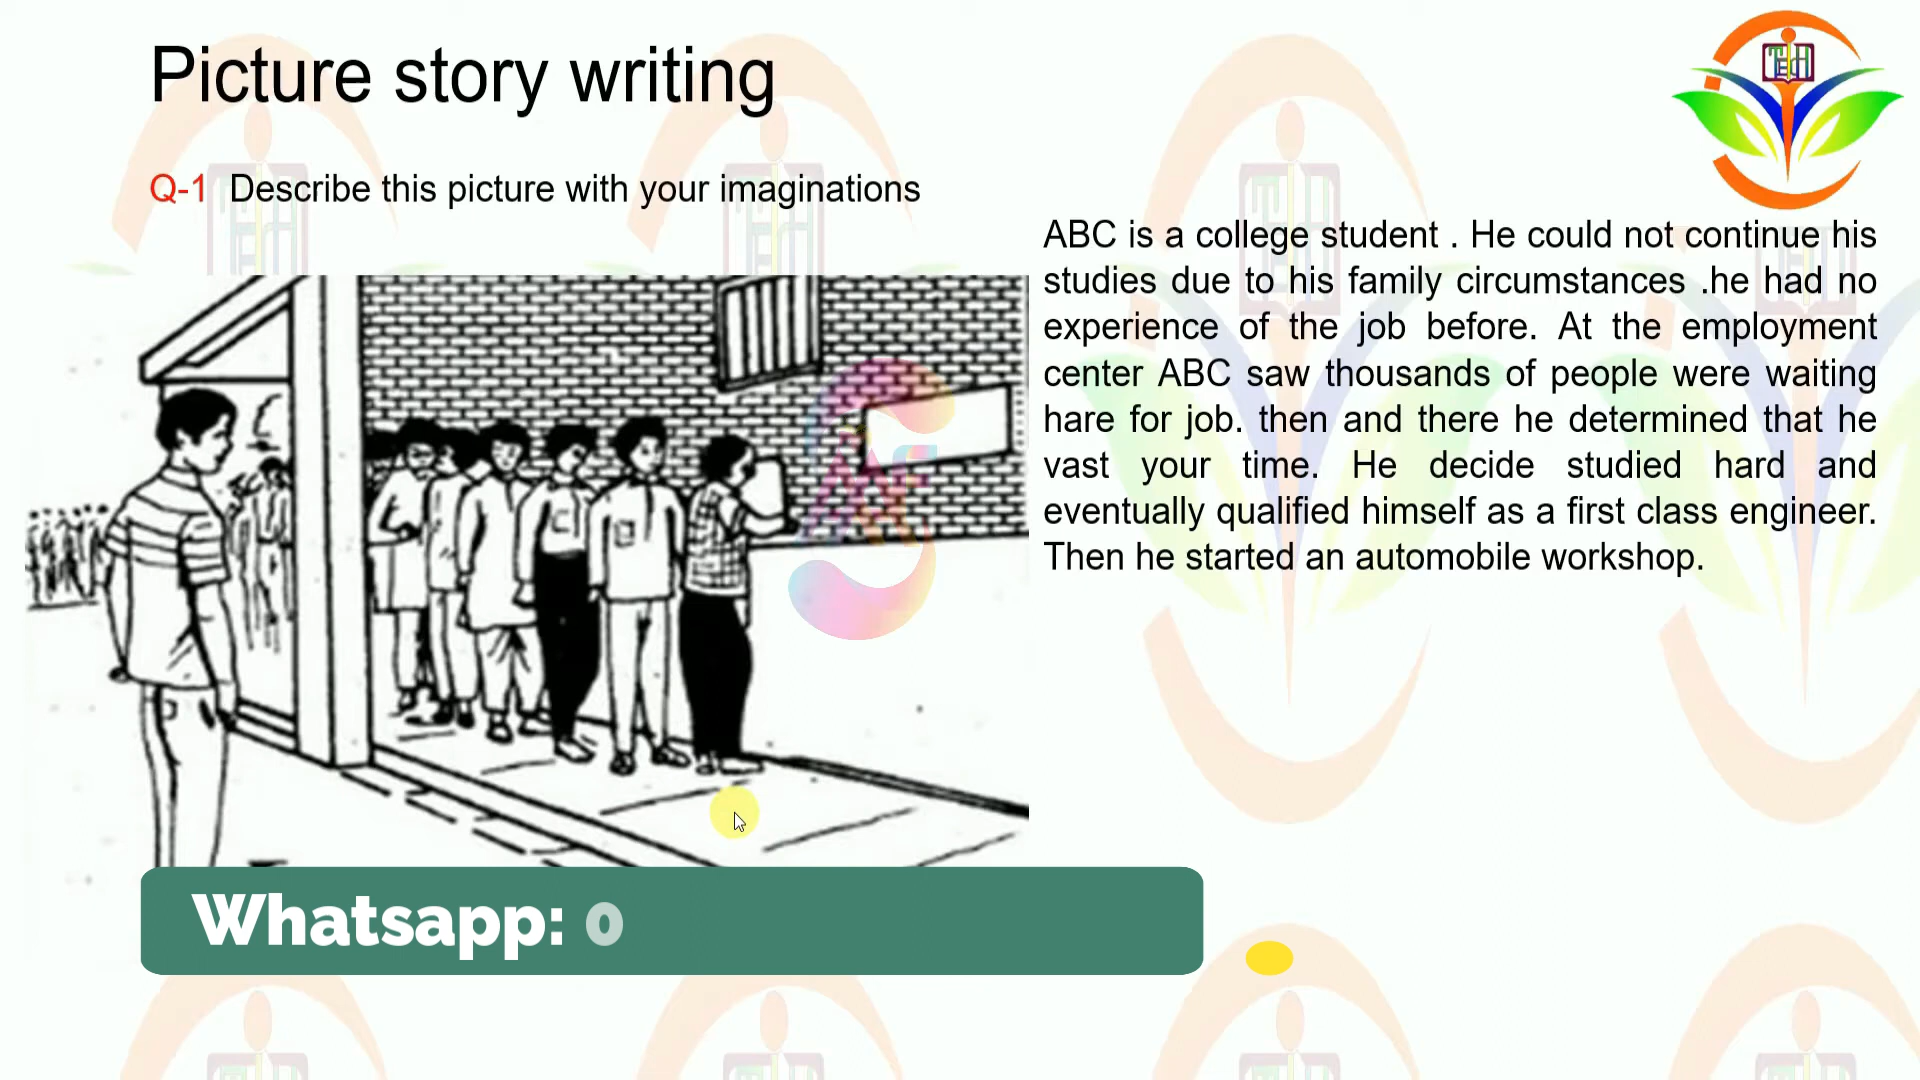 Picture story writing
TECH
Q-1 Describe this picture with your imaginations
ABC is a college student . He could not continue his
studies due to his family circumstances .he had no
experience of the job before. At the employment
center ABC saw thousands of people were waiting
hare for job. then and there he determined that he
vast your time. He decide studied hard and
eventually qualified himself as a first class engineer.
Then he started an automobile workshop.
Whatsapp: 0